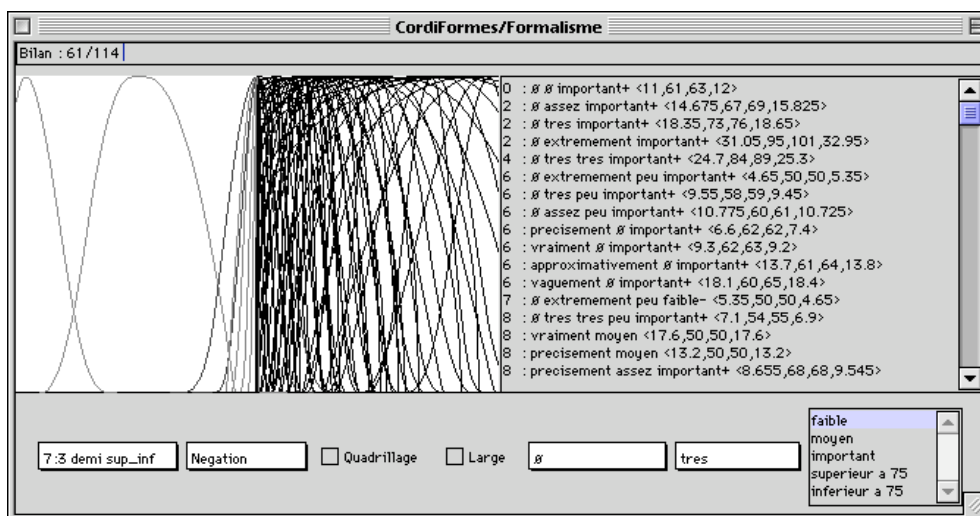 CordiFormes/Formalisme
Bilan : 61/114
0 : ø ø important+ <11,61,63,12>
2 : ø assez important+ <14.675,67,69,15.825>
2 : ø tres important+ <18.35,73,76,18.65>
2 : ø extremement important+ <31.05,95,101,32.95>
4 : ø tres tres important+ <24.7,84,89,25.3>
6 : ø extremement peu important+ <4.65,50,50,5.35>
6 : ø tres peu important+ <9.55,58,59,9.45>
6 : ø assez peu important+ <10.775,60,61,10.725>
6 : precisement ø important+ <6.6,62,62,7.4>
6 : vraiment ø important+ <9.3,62,63,9.2>
6 : approximativement ø important+ <13.7,61,64,13.8>
6 : vaguement ø important+ <18.1,60,65,18.4>
7 : ø extremement peu faible- <5.35,50,50,4.65>
8 : ø tres tres peu important+ <7.1,54,55,6.9>
8 : vraiment moyen <17.6,50,50,17.6>
8 : precisement moyen <13.2,50,50,13.2>
8 : precisement assez important+ <8.655,68,68,9.545>
7:3 demi sup_inf
Negation
Quadrillage
Large
ø
tres
faible
moyen
important
superieur a 75
inferieur a 75